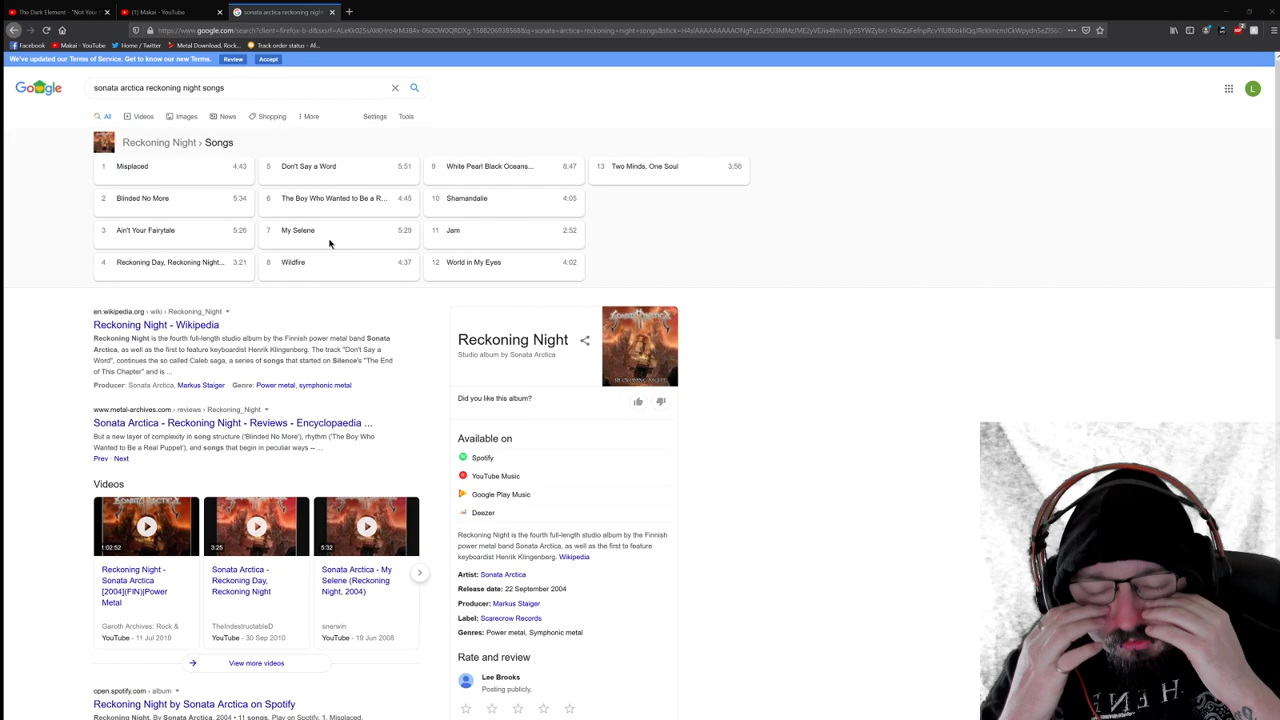 The Dark Element - "Not Your
(1) Makai - YouTube
sonata arctica reckoning night
Facebook
Makai - YouTube
Home / Twitter
Metal Download, Rock...
Track order status - Al...
We've updated our Terms of Service. Get to know our new Terms.
Review
Accept
sonata arctica reckoning night songs
All
Videos
Images
News
Shopping
More
Settings
Tools
Reckoning Night › Songs
1 Misplaced 4:43
5 Don't Say a Word 5:51
9 White Pearl Black Oceans... 8:47
13 Two Minds, One Soul 3:56
2 Blinded No More 5:34
6 The Boy Who Wanted to Be a R... 4:45
10 Shamandalie 4:05
3 Ain't Your Fairytale 5:26
7 My Selene 5:29
11 Jam 2:52
4 Reckoning Day, Reckoning Night... 3:21
8 Wildfire 4:37
12 World in My Eyes 4:02
en.wikipedia.org › wiki › Reckoning_Night
Reckoning Night - Wikipedia
Reckoning Night is the fourth full-length studio album by the Finnish power metal band Sonata
Arctica, as well as the first to feature keyboardist Henrik Klingenberg. The track "Don't Say a
Word", continues the so called Caleb saga, a series of songs that started on Silence's "The End
of This Chapter" and is ...
Producer: Sonata Arctica, Markus Staiger Genre: Power metal, symphonic metal
www.metal-archives.com › reviews › Reckoning_Night
Sonata Arctica - Reckoning Night - Reviews - Encyclopaedia ...
But a new layer of complexity in song structure ('Blinded No More'), rhythm ('The Boy Who
Wanted to Be a Real Puppet'), and songs that begin in peculiar ways -- ...
Prev · Next
Videos
1:02:52
3:25
5:32
Reckoning Night -
Sonata Arctica
[2004](FIN)|Power
Metal
Garoth Archives: Rock &
YouTube - 11 Jul 2019
Sonata Arctica -
Reckoning Day,
Reckoning Night
TheIndestructableD
YouTube - 30 Sep 2010
Sonata Arctica - My
Selene (Reckoning
Night, 2004)
snerwin
YouTube - 19 Jun 2008
View more videos
open.spotify.com › album
Reckoning Night by Sonata Arctica on Spotify
Reckoning Night. By Sonata Arctica. 2004 • 11 songs. Play on Spotify. 1. Misplaced.
Reckoning Night
Studio album by Sonata Arctica
SONATA ARCTICA
RECKONING NIGHT
Did you like this album?
Available on
Spotify
YouTube Music
Google Play Music
Deezer
Reckoning Night is the fourth full-length studio album by the Finnish
power metal band Sonata Arctica, as well as the first to feature
keyboardist Henrik Klingenberg. Wikipedia
Artist: Sonata Arctica
Release date: 22 September 2004
Producer: Markus Staiger
Label: Scarecrow Records
Genres: Power metal, Symphonic metal
Rate and review
Lee Brooks
Posting publicly.
L